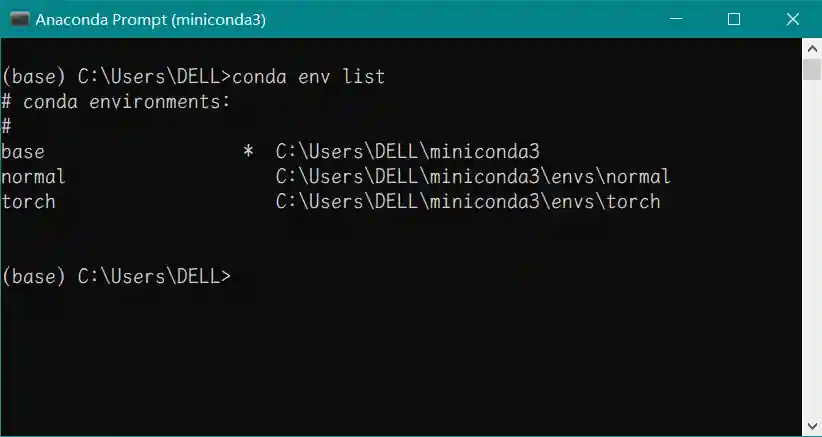 Anaconda Prompt (miniconda3)
(base) C:\Users\DELL>conda env list
# conda environments:
#
base                   *  C:\Users\DELL\miniconda3
normal                    C:\Users\DELL\miniconda3\envs\normal
torch                     C:\Users\DELL\miniconda3\envs\torch
(base) C:\Users\DELL>